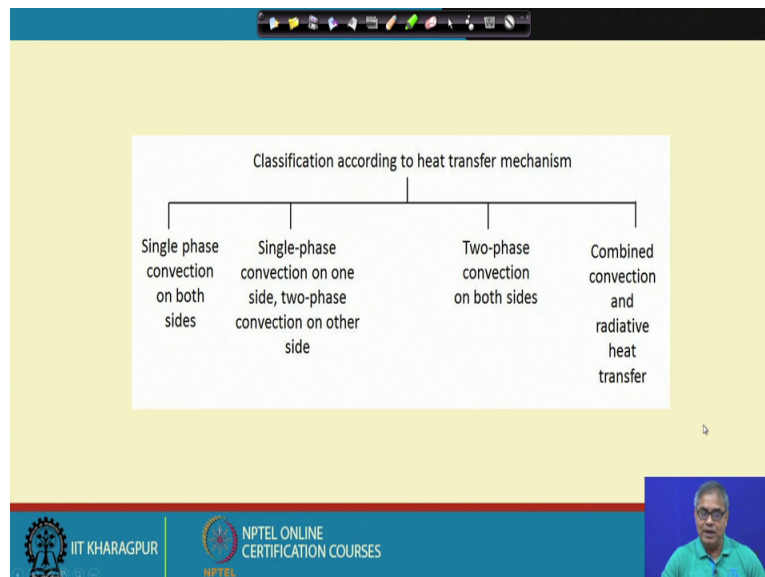 Classification according to heat transfer mechanism
Single phase
convection
on both
sides
Single-phase
convection on one
side, two-phase
convection on other
side
Two-phase
convection
on both sides
Combined
convection
and
radiative
heat
transfer
IIT KHARAGPUR
NPTEL
NPTEL ONLINE
CERTIFICATION COURSES